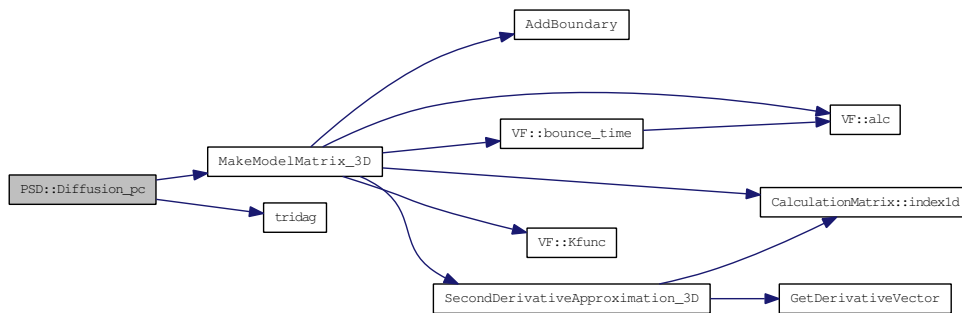 AddBoundary
VF::alc
VF::bounce_time
MakeModelMatrix_3D
PSD::Diffusion_pc
CalculationMatrix::index1d
tridag
VF::Kfunc
SecondDerivativeApproximation_3D
GetDerivativeVector